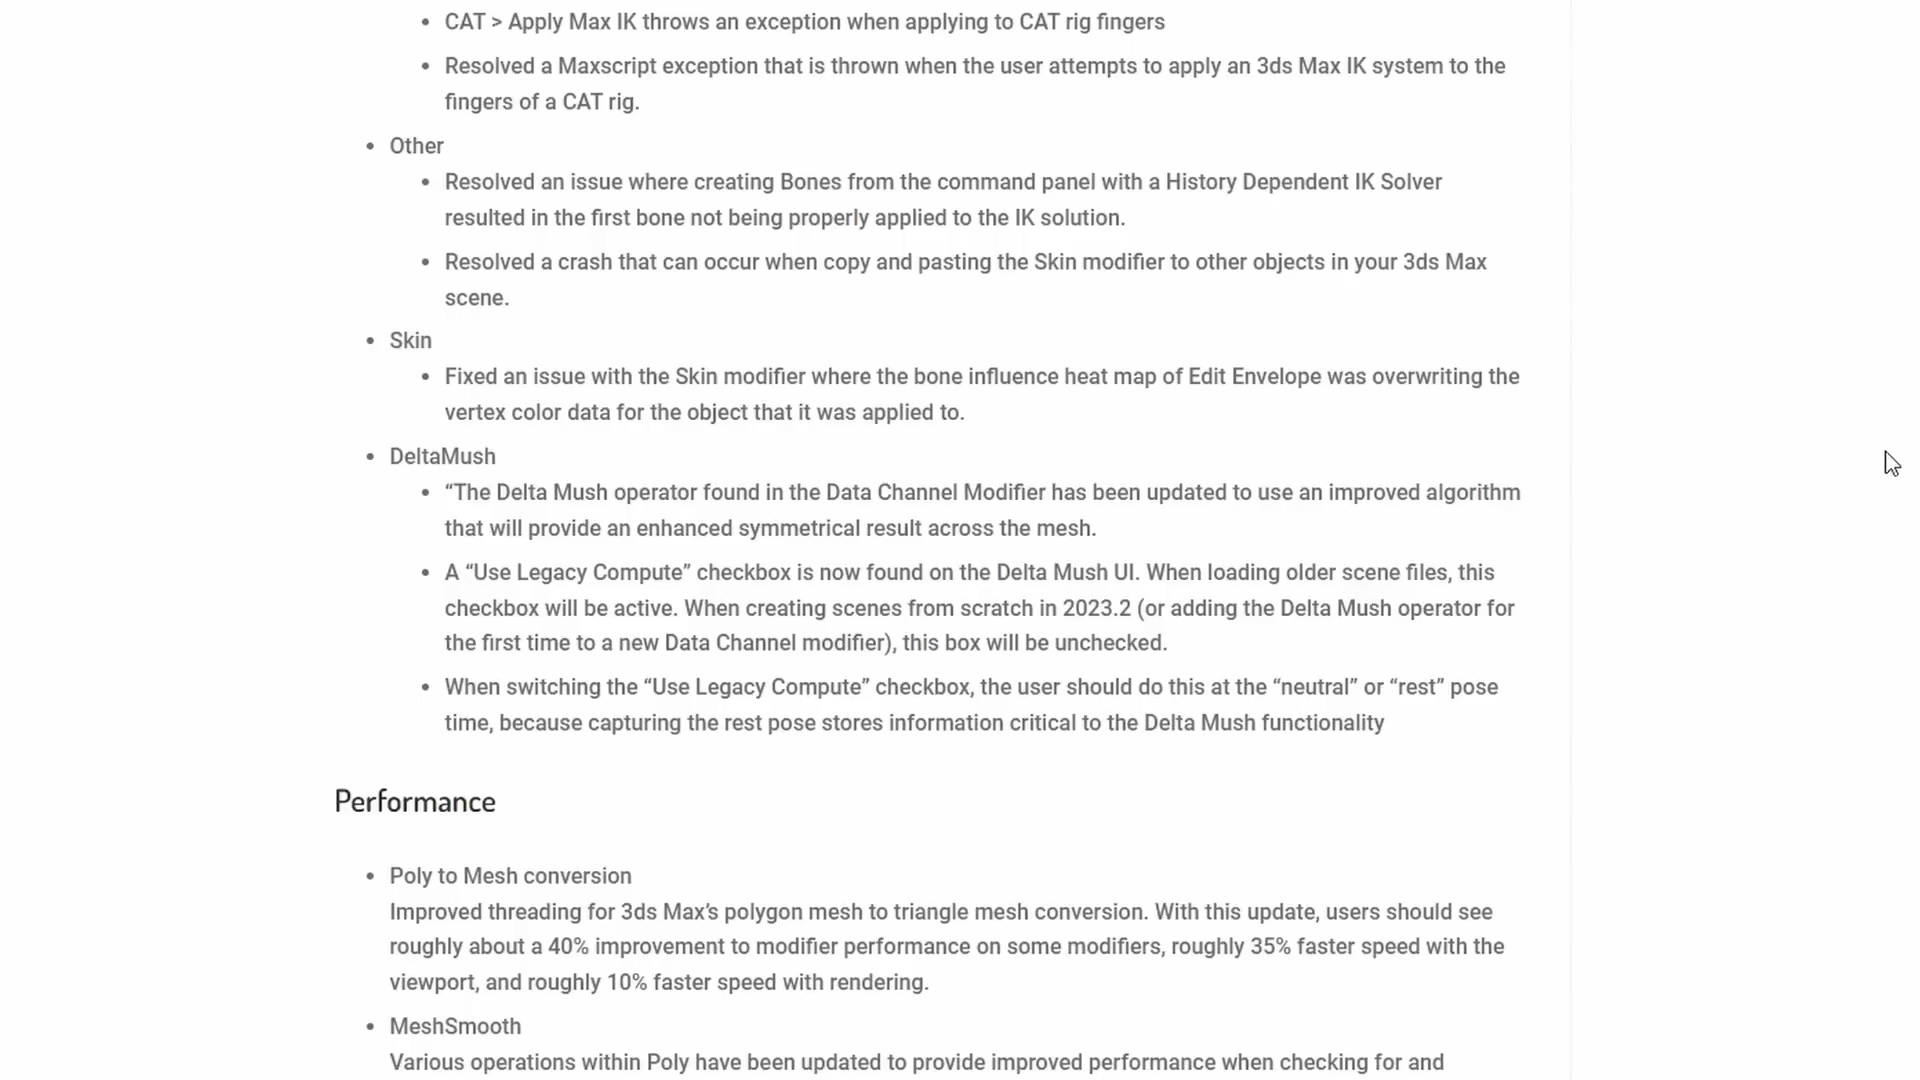 CAT > Apply Max IK throws an exception when applying to CAT rig fingers
Resolved a Maxscript exception that is thrown when the user attempts to apply an 3ds Max IK system to the
fingers of a CAT rig.
Other
Resolved an issue where creating Bones from the command panel with a History Dependent IK Solver
resulted in the first bone not being properly applied to the IK solution.
Resolved a crash that can occur when copy and pasting the Skin modifier to other objects in your 3ds Max
scene.
Skin
Fixed an issue with the Skin modifier where the bone influence heat map of Edit Envelope was overwriting the
vertex color data for the object that it was applied to.
DeltaMush
“The Delta Mush operator found in the Data Channel Modifier has been updated to use an improved algorithm
that will provide an enhanced symmetrical result across the mesh.
A “Use Legacy Compute” checkbox is now found on the Delta Mush UI. When loading older scene files, this
checkbox will be active. When creating scenes from scratch in 2023.2 (or adding the Delta Mush operator for
the first time to a new Data Channel modifier), this box will be unchecked.
When switching the “Use Legacy Compute” checkbox, the user should do this at the “neutral” or “rest” pose
time, because capturing the rest pose stores information critical to the Delta Mush functionality
Performance
Poly to Mesh conversion
Improved threading for 3ds Max’s polygon mesh to triangle mesh conversion. With this update, users should see
roughly about a 40% improvement to modifier performance on some modifiers, roughly 35% faster speed with the
viewport, and roughly 10% faster speed with rendering.
MeshSmooth
Various operations within Poly have been updated to provide improved performance when checking for and